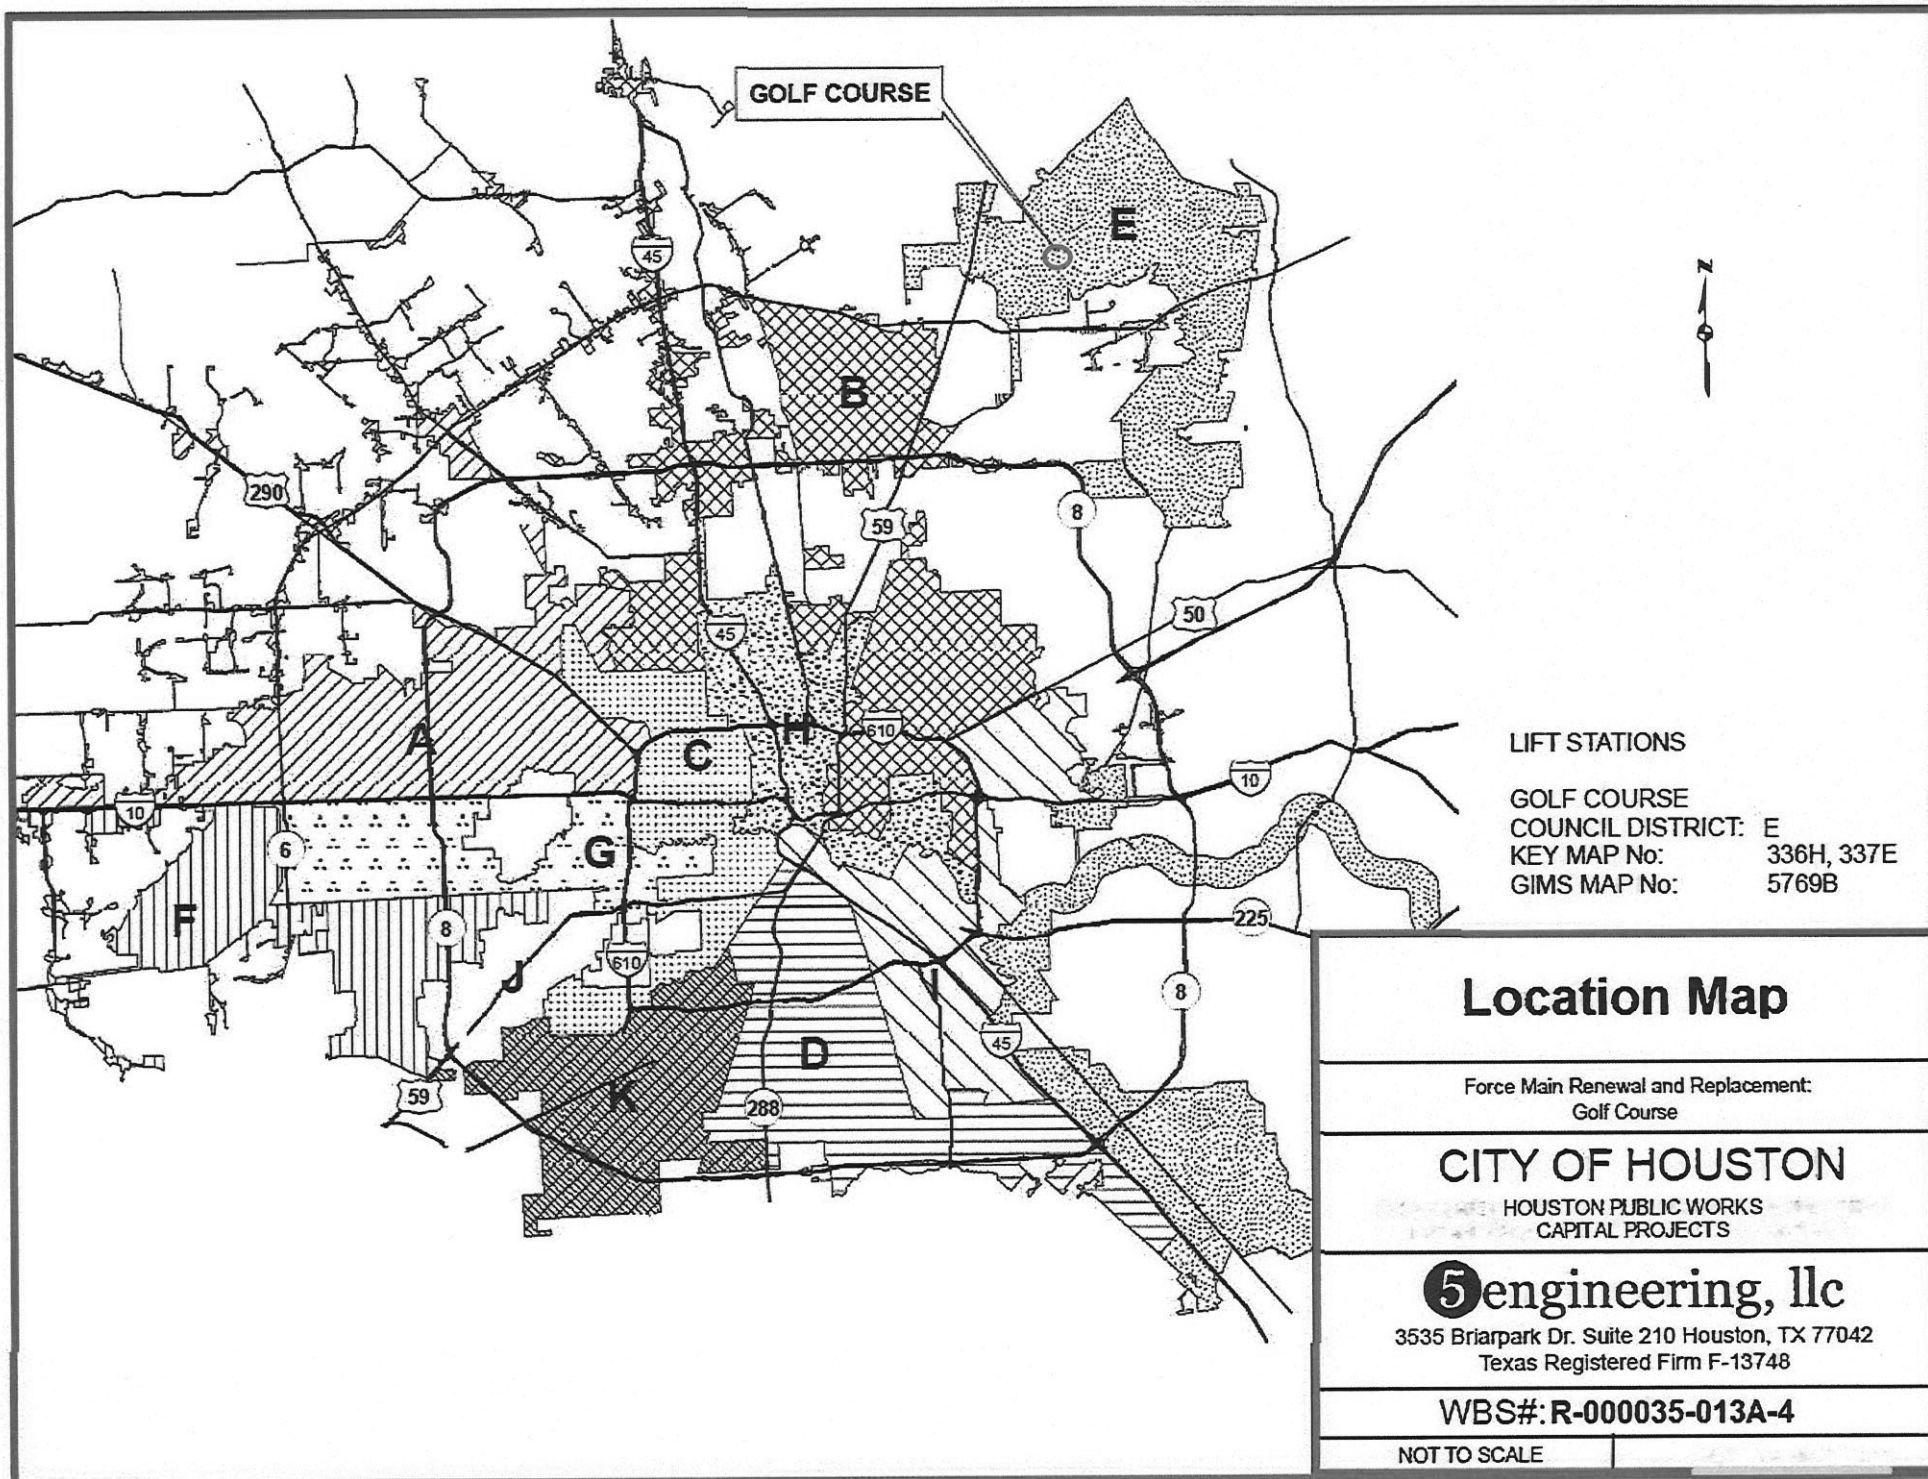 GOLF COURSE
E
N
45
B
290
59
8
50
45
A
C
H
610
10
10
6
G
F
8
225
J
610
I
8
45
D
59
K
288
LIFT STATIONS
GOLF COURSE
COUNCIL DISTRICT: E
KEY MAP No: 336H, 337E
GIMS MAP No: 5769B
Location Map
Force Main Renewal and Replacement:
Golf Course
CITY OF HOUSTON
HOUSTON PUBLIC WORKS
CAPITAL PROJECTS
5engineering, llc
3535 Briarpark Dr. Suite 210 Houston, TX 77042
Texas Registered Firm F-13748
WBS#: R-000035-013A-4
NOT TO SCALE